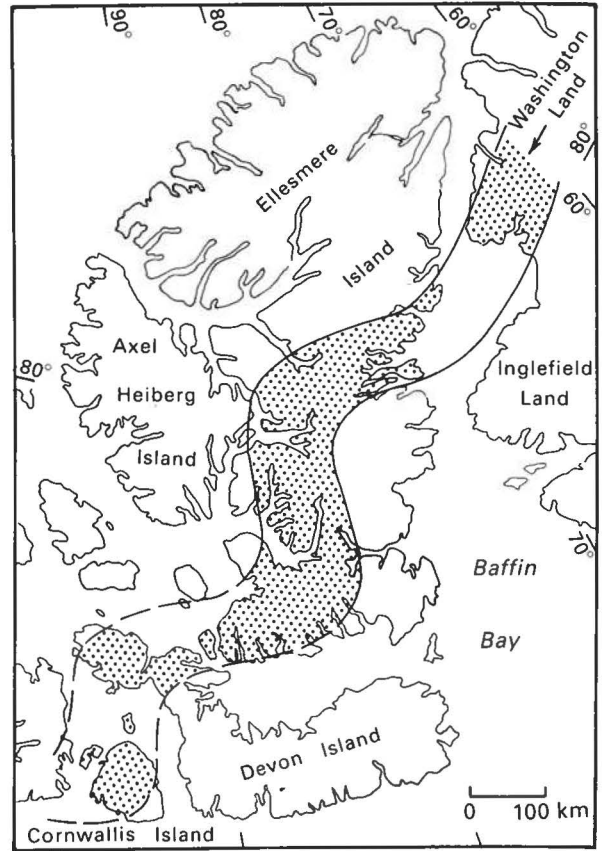 90°
80°
70°
60°
Washington
Land
80°
60°
Ellesmere
Island
Axel
Heiberg
Island
80°
Inglefield
Land
70°
Baffin
Bay
Devon Island
0 100 km
Cornwallis Island